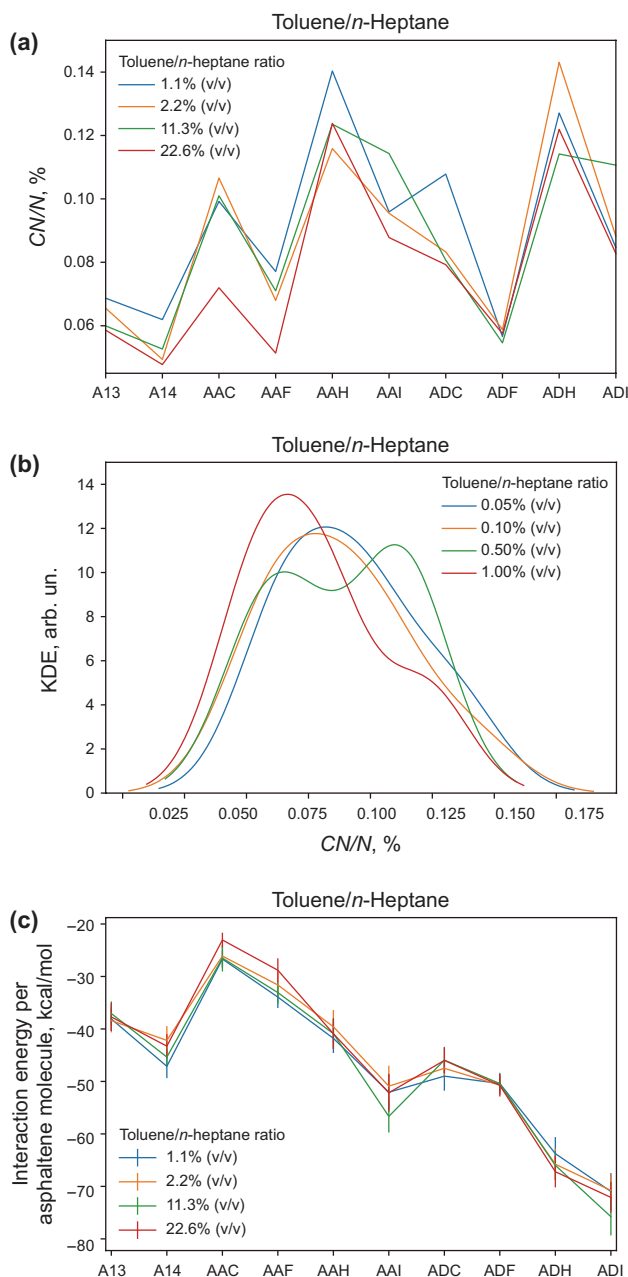 Toluene/n-Heptane
(a)
Toluene/n-heptane ratio
1.1% (v/v)
2.2% (v/v)
11.3% (v/v)
22.6% (v/v)
0.14
0.12
0.10
0.08
0.06
CN/N, %
A13 A14 AAC AAF AAH AAI ADC ADF ADH ADI
Toluene/n-Heptane
(b)
Toluene/n-heptane ratio
0.05% (v/v)
0.10% (v/v)
0.50% (v/v)
1.00% (v/v)
14
12
10
8
6
4
2
0
KDE, arb. un.
0.025 0.050 0.075 0.100 0.125 0.150 0.175
CN/N, %
Toluene/n-Heptane
(c)
−20
−30
−40
−50
−60
−70
−80
Interaction energy per
asphaltene molecule, kcal/mol
Toluene/n-heptane ratio
1.1% (v/v)
2.2% (v/v)
11.3% (v/v)
22.6% (v/v)
A13 A14 AAC AAF AAH AAI ADC ADF ADH ADI